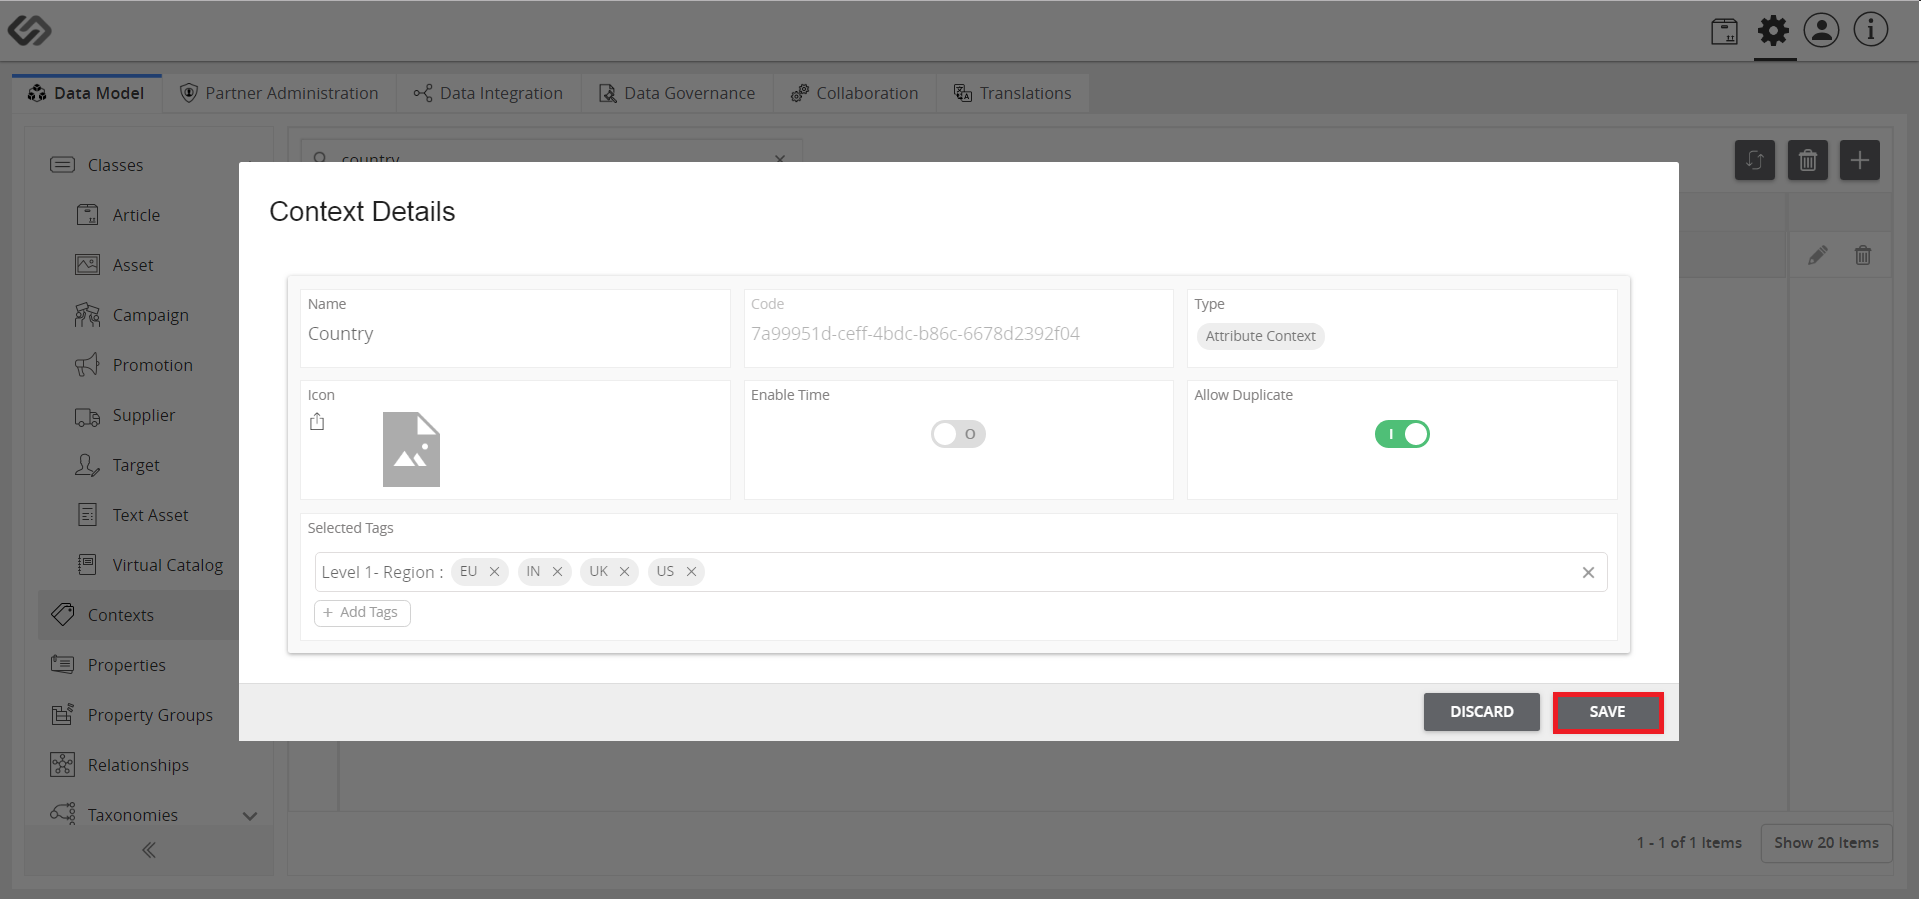 Data Model
Partner Administration
Data Integration
Data Governance
Collaboration
Translations
Classes
country
Article
Asset
Campaign
Promotion
Supplier
Target
Text Asset
Virtual Catalog
Contexts
Properties
Property Groups
Relationships
Taxonomies
Context Details
Name
Country
Code
7a99951d-ceff-4bdc-b86c-6678d2392f04
Type
Attribute Context
Icon
Enable Time
O
Allow Duplicate
I
Selected Tags
Level 1- Region : EU IN UK US
+ Add Tags
DISCARD
SAVE
1 - 1 of 1 Items
Show 20 Items